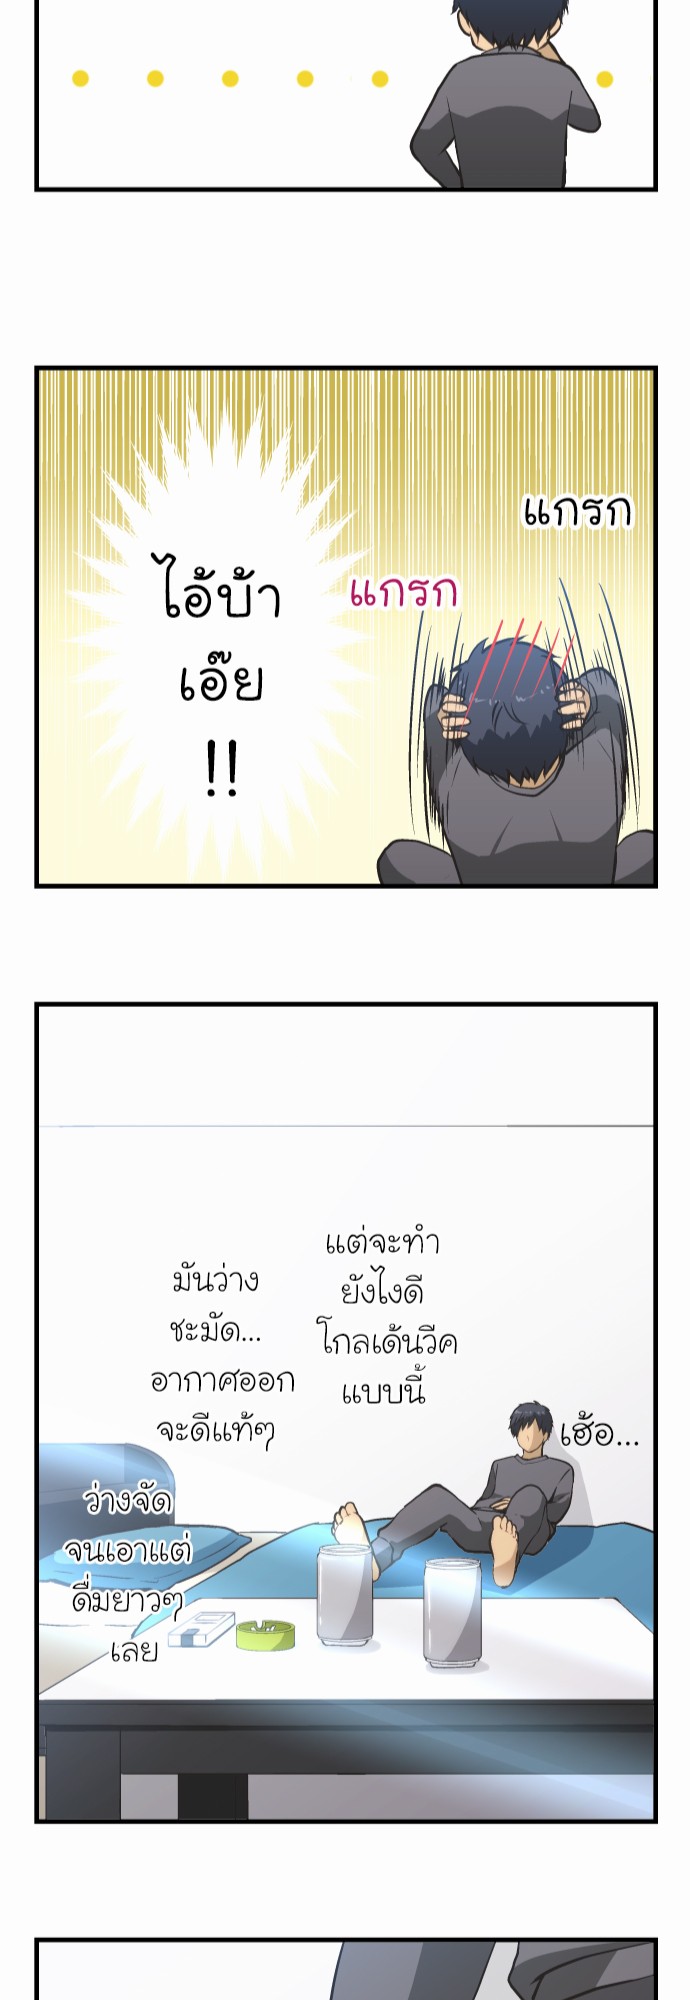 ไอ้บ้า
เอ๊ย
!!
แกรก
แกรก
แต่จะทำ
ยังไงดี
โกลเด้นวีค
แบบนี้
มันว่าง
ชะมัด...
อากาศออก
จะดีแท้ๆ
เฮ้อ...
ว่างจัด
จนเอาแต่
ดื่มยาวๆ
เลย